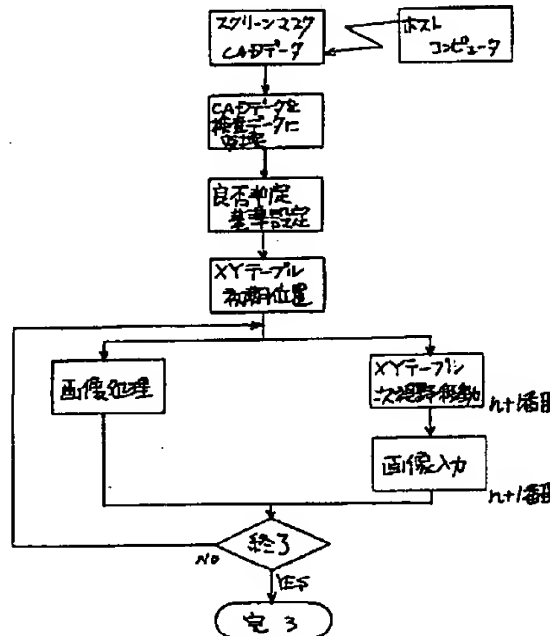 スクリーンマスク
CADデータ
ホスト
コンピュータ
CADデータを
検査データに
変換
良否判定
基準設定
XYテーブル
初期位置
画像処理
XYテーブル
次視野移動
n+1番目
画像入力
n+1番目
終了
NO
YES
完了